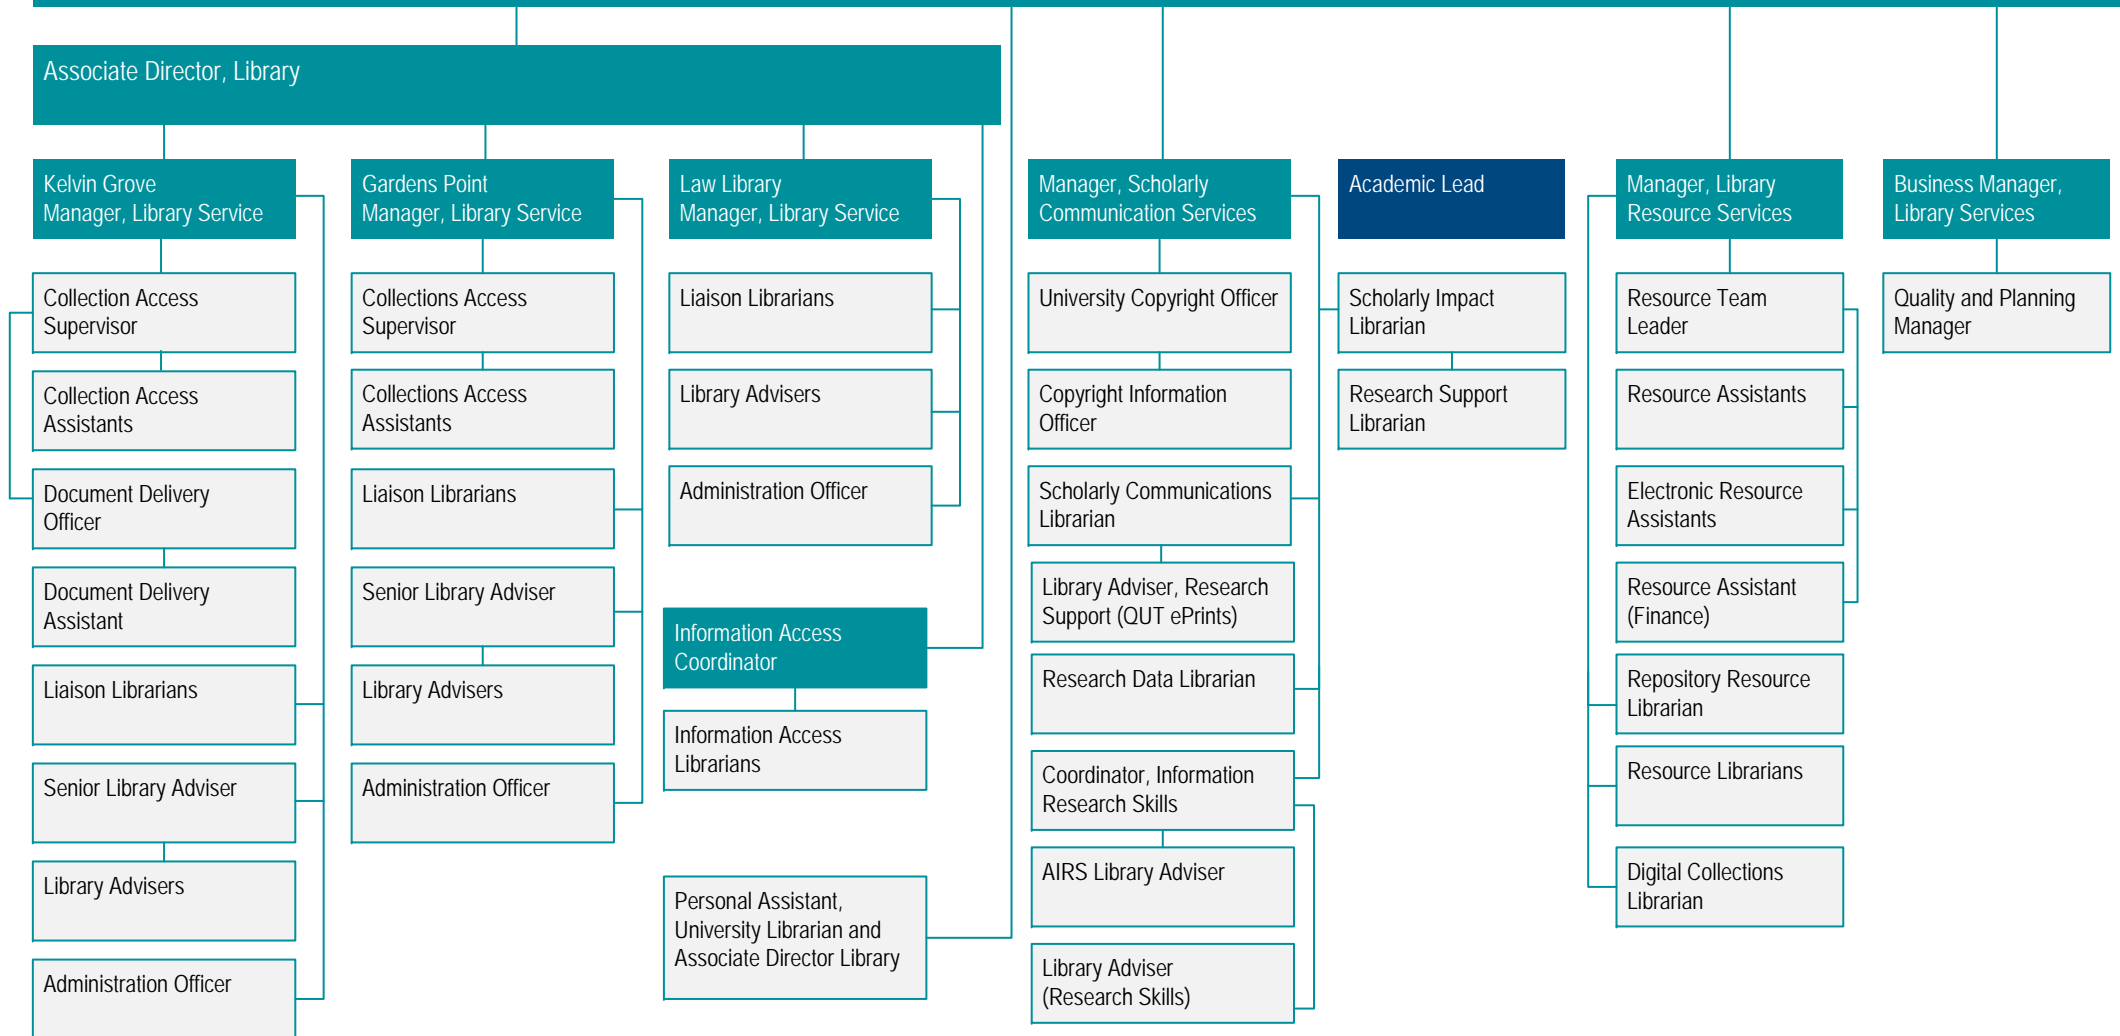 Associate Director, Library
Kelvin Grove
Manager, Library Service
Collection Access
Supervisor
Collection Access
Assistants
Document Delivery
Officer
Document Delivery
Assistant
Liaison Librarians
Senior Library Adviser
Library Advisers
Administration Officer
Gardens Point
Manager, Library Service
Collections Access
Supervisor
Collections Access
Assistants
Liaison Librarians
Senior Library Adviser
Library Advisers
Administration Officer
Law Library
Manager, Library Service
Liaison Librarians
Library Advisers
Administration Officer
Information Access
Coordinator
Information Access
Librarians
Personal Assistant,
University Librarian and
Associate Director Library
Manager, Scholarly
Communication Services
University Copyright Officer
Copyright Information
Officer
Scholarly Communications
Librarian
Library Adviser, Research
Support (QUT ePrints)
Research Data Librarian
Coordinator, Information
Research Skills
AIRS Library Adviser
Library Adviser
(Research Skills)
Academic Lead
Scholarly Impact
Librarian
Research Support
Librarian
Manager, Library
Resource Services
Resource Team
Leader
Resource Assistants
Electronic Resource
Assistants
Resource Assistant
(Finance)
Repository Resource
Librarian
Resource Librarians
Digital Collections
Librarian
Business Manager,
Library Services
Quality and Planning
Manager